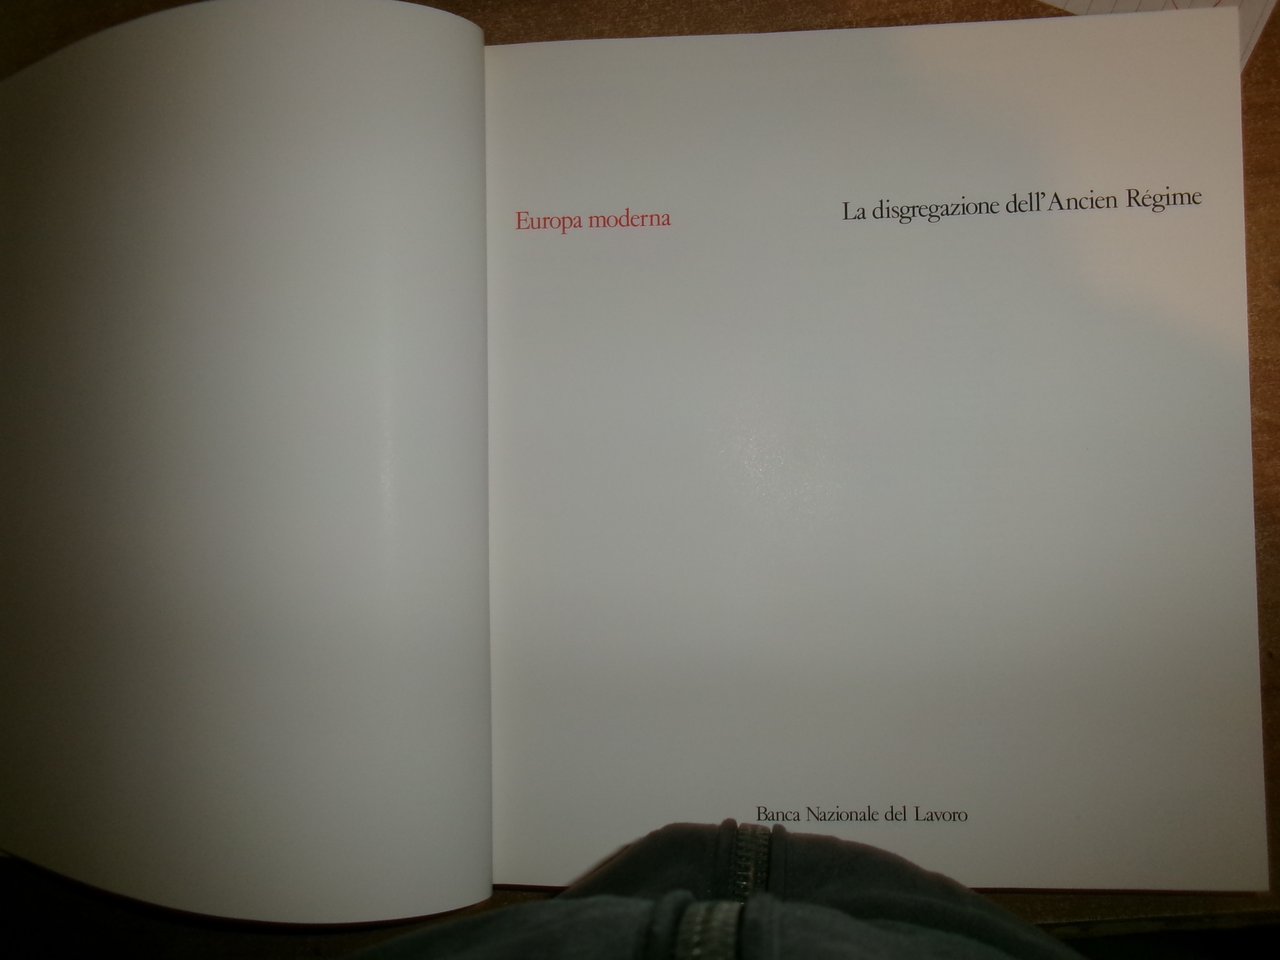 Europa moderna
La disgregazione dell'Ancien Régime
Banca Nazionale del Lavoro